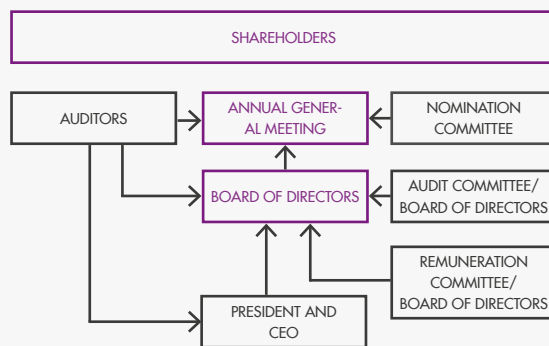 SHAREHOLDERS
AUDITORS
ANNUAL GENER-
AL MEETING
NOMINATION
COMMITTEE
BOARD OF DIRECTORS
AUDIT COMMITTEE/
BOARD OF DIRECTORS
REMUNERATION
COMMITTEE/
BOARD OF DIRECTORS
PRESIDENT AND
CEO